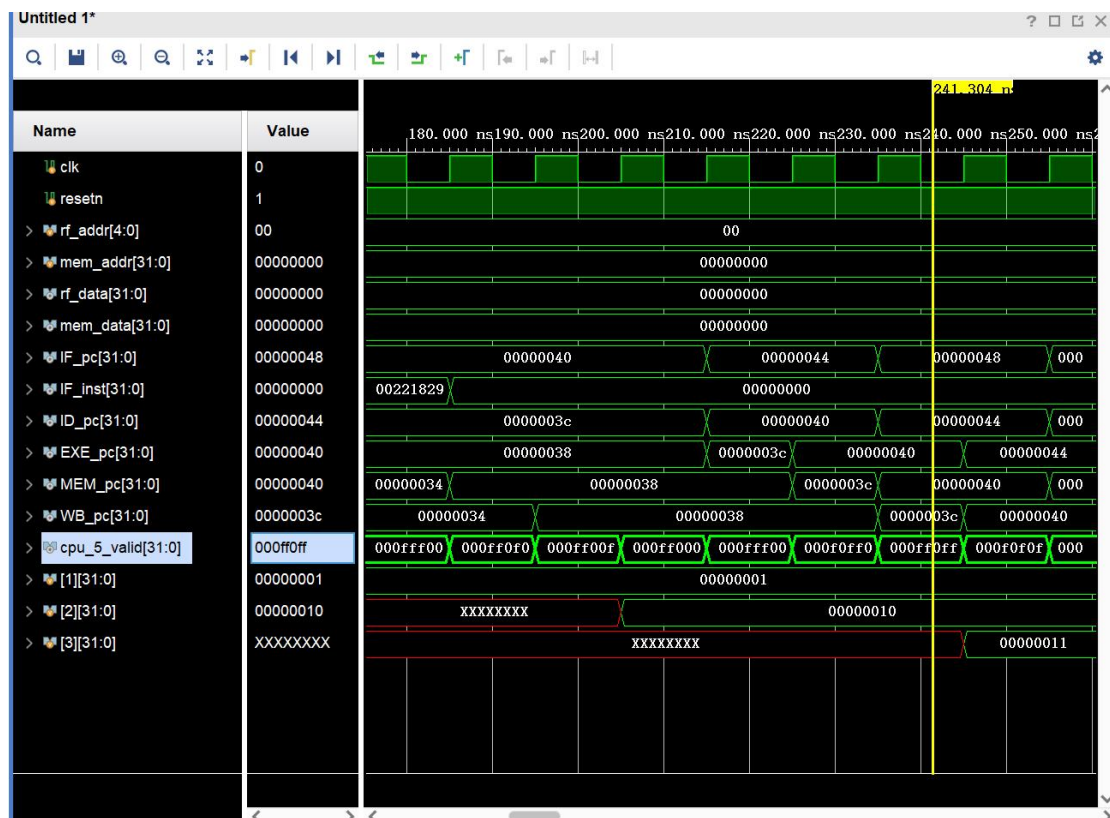 Untitled 1*
241.304 ns
Name Value
180.000 ns 190.000 ns 200.000 ns 210.000 ns 220.000 ns 230.000 ns 240.000 ns 250.000 ns
clk 0
resetn 1
rf_addr[4:0] 00 00
mem_addr[31:0] 00000000 00000000
rf_data[31:0] 00000000 00000000
mem_data[31:0] 00000000 00000000
IF_pc[31:0] 00000048 00000040 00000044 00000048 000
IF_inst[31:0] 00000000 00221829 00000000
ID_pc[31:0] 00000044 0000003c 00000040 00000044 000
EXE_pc[31:0] 00000040 00000038 0000003c 00000040 00000044
MEM_pc[31:0] 00000040 00000034 00000038 0000003c 00000040 000
WB_pc[31:0] 0000003c 00000034 00000038 0000003c 00000040
cpu_5_valid[31:0] 000ff0ff 000fff00 000ff0f0 000ff00f 000ff000 000fff00 000f0ff0 000ff0ff 000f0f0f 000
[1][31:0] 00000001 00000001
[2][31:0] 00000010 XXXXXXXX 00000010
[3][31:0] XXXXXXXX XXXXXXXX 00000011